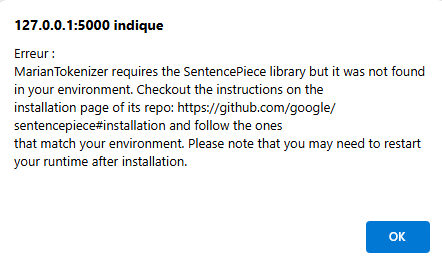 127.0.0.1:5000 indique
Erreur :
MarianTokenizer requires the SentencePiece library but it was not found
in your environment. Checkout the instructions on the
installation page of its repo: https://github.com/google/
sentencepiece#installation and follow the ones
that match your environment. Please note that you may need to restart
your runtime after installation.
OK